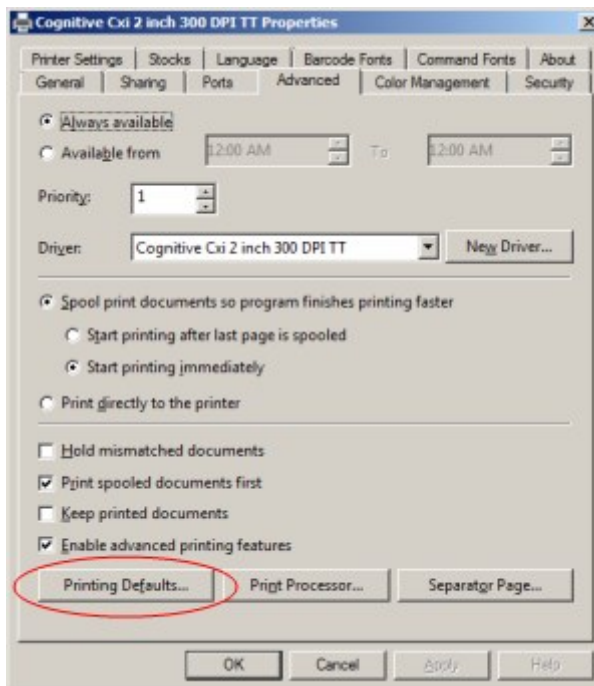 Cognitive Cxi 2 inch 300 DPI TT Properties
Printer Settings Stocks Language Barcode Fonts Command Fonts About
General Sharing Ports Advanced Color Management Security
Always available
Available from 12:00 AM To 12:00 AM
Priority: 1
Driver: Cognitive Cxi 2 inch 300 DPI TT New Driver...
Spool print documents so program finishes printing faster
Start printing after last page is spooled
Start printing immediately
Print directly to the printer
Hold mismatched documents
Print spooled documents first
Keep printed documents
Enable advanced printing features
Printing Defaults... Print Processor... Separator Page...
OK Cancel Apply Help